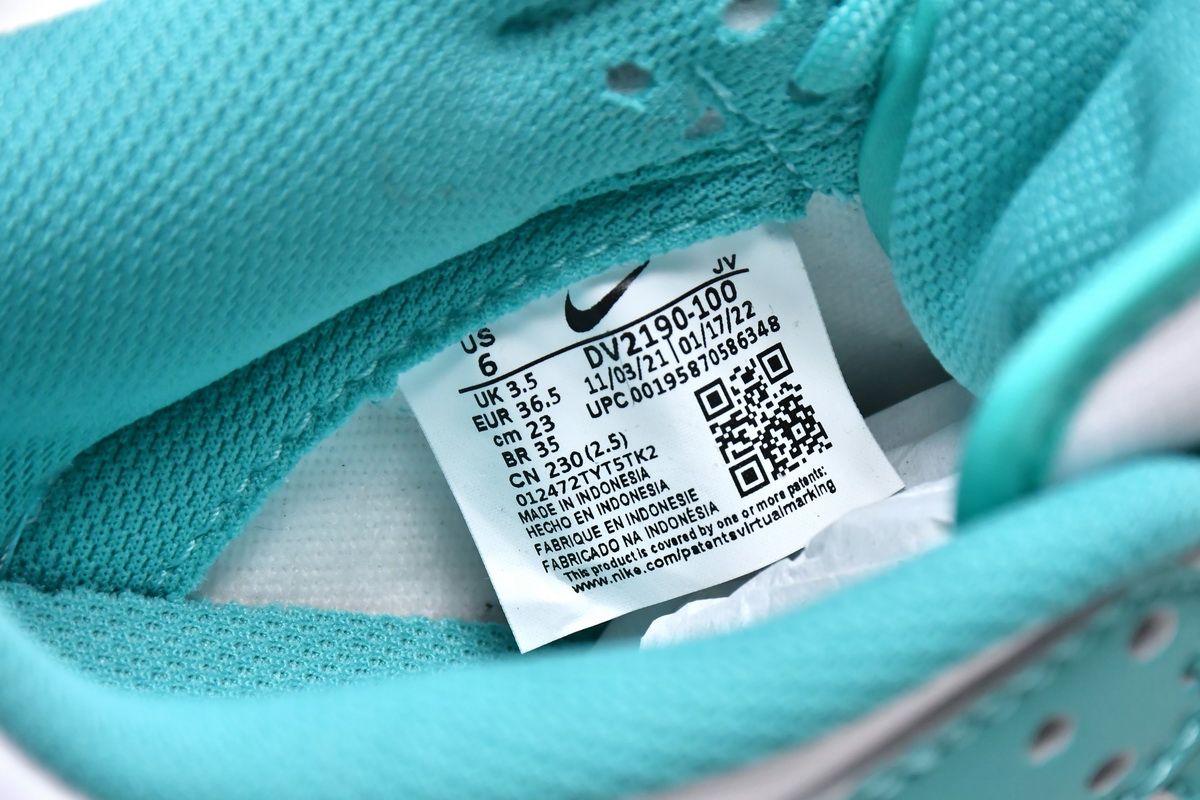 JV
US
6
DV2190-100
11/03/21 | 01/17/22
UPC 00195870586348
UK 3.5
EUR 36.5
cm 23
BR 35
CN 230(2.5)
012472TYT5TK2
MADE IN INDONESIA
HECHO EN INDONESIA
FABRIQUE EN INDONESIE
FABRICADO NA INDONÉSIA
This product is covered by one or more patents:
www.nike.com/patentsvirtualmarking